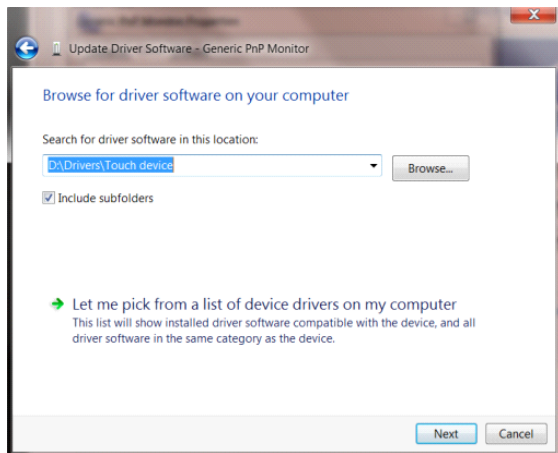 Update Driver Software - Generic PnP Monitor
Browse for driver software on your computer
Search for driver software in this location:
D:\Drivers\Touch device
Browse...
Include subfolders
Let me pick from a list of device drivers on my computer
This list will show installed driver software compatible with the device, and all
driver software in the same category as the device.
Next
Cancel